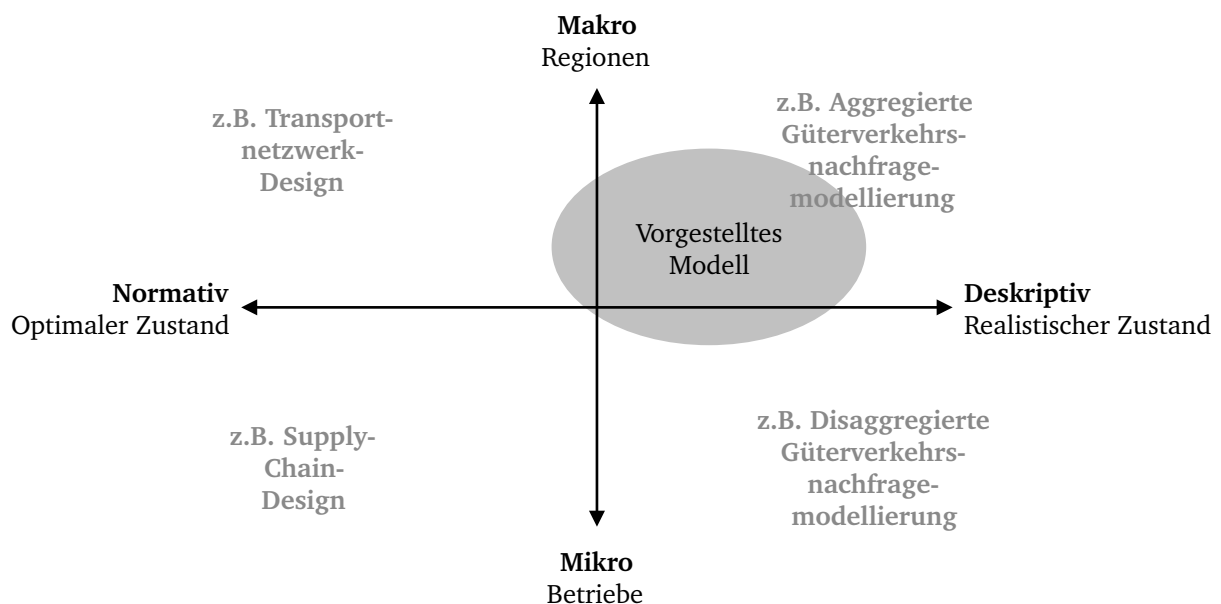 Makro
Regionen
z.B. Transport-
netzwerk-
Design
z.B. Aggregierte
Güterverkehrs-
nachfrage-
modellierung
Vorgestelltes
Modell
Normativ
Optimaler Zustand
Deskriptiv
Realistischer Zustand
z.B. Supply-
Chain-
Design
z.B. Disaggregierte
Güterverkehrs-
nachfrage-
modellierung
Mikro
Betriebe